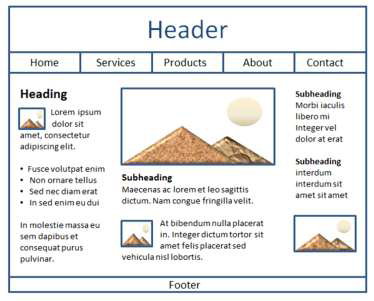 Header
Home Services Products About Contact
Heading
Lorem ipsum
dolor sit
amet, consectetur
adipiscing elit.
• Fusce volutpat enim
• Non ornare tellus
• Sed nec diam erat
• In sed enim eu dui
In molestie massa eu
sem dapibus et
consequat purus
pulvinar.
Subheading
Maecenas ac lorem et leo sagittis
dictum. Nam congue fringilla velit.
At bibendum nulla placerat
in. Integer dictum tortor sit
amet felis placerat sed
vehicula nisl lobortis.
Subheading
Morbi iaculis
libero mi
Integer vel
dolor at erat
Subheading
interdum
interdum sit
amet sit amet
Footer